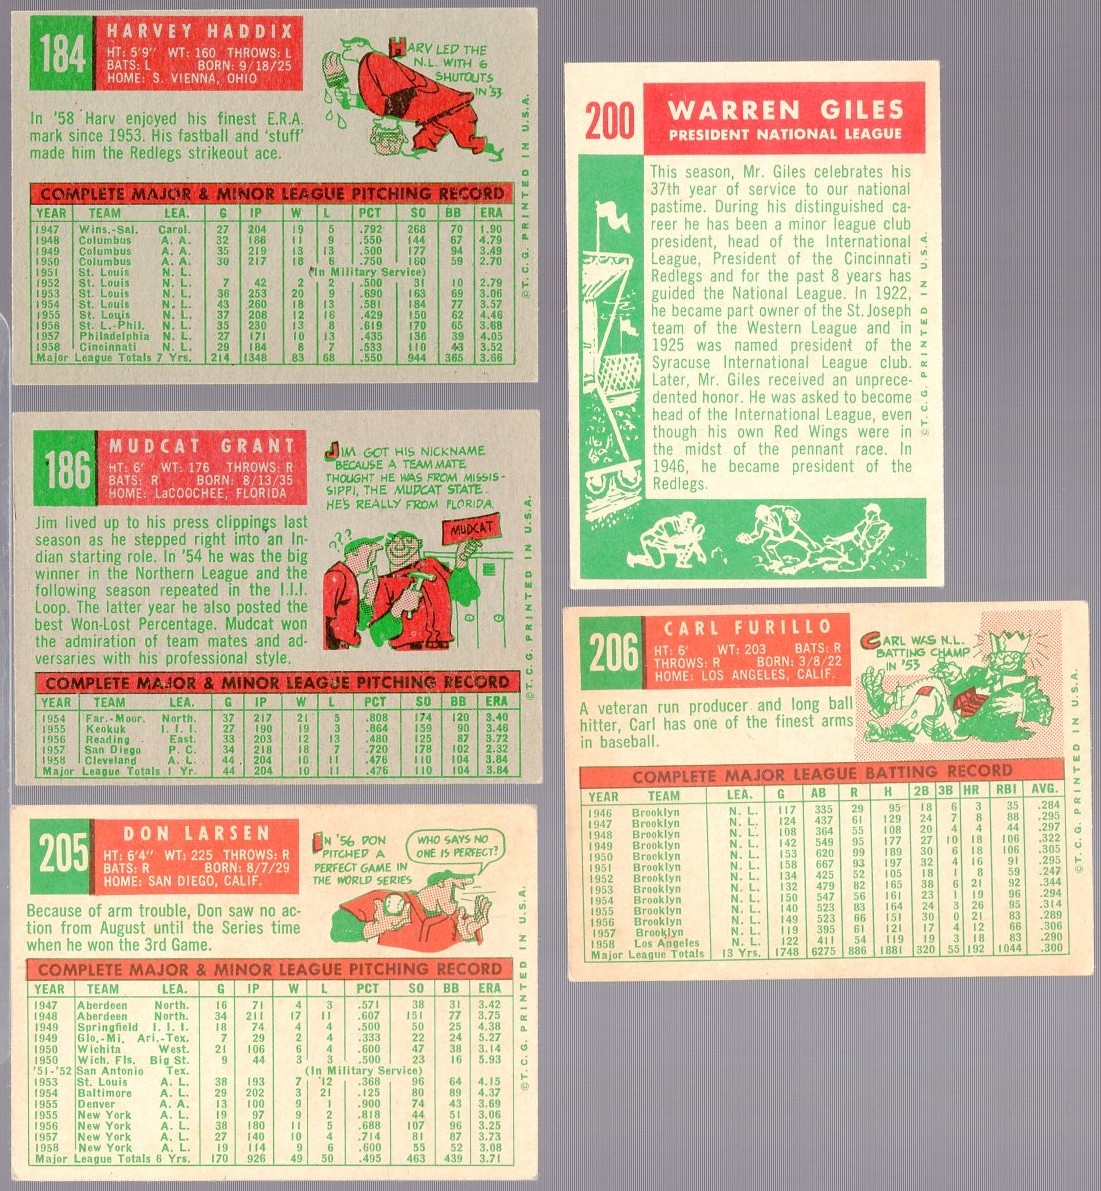 184
HARVEY HADDIX
HT: 5'9" WT: 160 THROWS: L
BATS: L BORN: 9/18/25
HOME: S. VIENNA, OHIO
HARV LED THE
N.L. WITH 6
SHUTOUTS
IN '53
In '58 Harv enjoyed his finest E.R.A.
mark since 1953. His fastball and 'stuff'
made him the Redlegs strikeout ace.
COMPLETE MAJOR & MINOR LEAGUE PITCHING RECORD
YEAR TEAM LEA. G IP W L PCT SO BB ERA
1947 Wins.-Sal. Carol. 27 204 19 5 .792 268 70 1.90
1948 Columbus A. A. 32 186 11 9 .550 144 67 4.79
1949 Columbus A. A. 35 219 13 13 .500 177 94 3.49
1950 Columbus A. A. 30 217 18 6 .750 160 59 2.70
1951 St. Louis N. L. (In Military Service)
1952 St. Louis N. L. 7 42 2 2 .500 31 10 2.79
1953 St. Louis N. L. 36 253 20 9 .690 163 69 3.06
1954 St. Louis N. L. 43 260 18 13 .581 184 77 3.57
1955 St. Louis N. L. 37 208 12 16 .429 150 62 4.46
1956 St. L.-Phil. N. L. 35 230 13 8 .619 170 65 3.68
1957 Philadelphia N. L. 27 171 10 13 .435 136 39 4.05
1958 Cincinnati N. L. 29 184 8 7 .533 110 43 3.52
Major League Totals 7 Yrs. 214 1348 83 68 .550 944 365 3.66
©T.C.G. PRINTED IN U.S.A.
186
MUDCAT GRANT
HT: 6' WT: 176 THROWS: R
BATS: R BORN: 8/13/35
HOME: LaCOOCHEE, FLORIDA
JIM GOT HIS NICKNAME
BECAUSE A TEAMMATE
THOUGHT HE WAS FROM MISSIS-
SIPPI, THE MUDCAT STATE.
HE'S REALLY FROM FLORIDA
???
MUDCAT
Jim lived up to his press clippings last
season as he stepped right into an In-
dian starting role. In '54 he was the big
winner in the Northern League and the
following season repeated in the I.I.I.
Loop. The latter year he also posted the
best Won-Lost Percentage. Mudcat won
the admiration of team mates and ad-
versaries with his professional style.
COMPLETE MAJOR & MINOR LEAGUE PITCHING RECORD
YEAR TEAM LEA. G IP W L PCT SO BB ERA
1954 Far.-Moor. North. 37 217 21 5 .808 174 120 3.40
1955 Keokuk I. I. I. 27 190 19 3 .864 159 90 3.46
1956 Reading East. 33 203 12 13 .480 125 87 3.72
1957 San Diego P. C. 34 218 18 7 .720 178 102 2.32
1958 Cleveland A. L. 44 204 10 11 .476 110 104 3.84
Major League Totals 1 Yr. 44 204 10 11 .476 110 104 3.84
©T.C.G. PRINTED IN U.S.A.
205
DON LARSEN
HT: 6'4" WT: 225 THROWS: R
BATS: R BORN: 8/7/29
HOME: SAN DIEGO, CALIF.
IN '56 DON
PITCHED A
PERFECT GAME IN
THE WORLD SERIES
WHO SAYS NO
ONE IS PERFECT?
Because of arm trouble, Don saw no ac-
tion from August until the Series time
when he won the 3rd Game.
COMPLETE MAJOR & MINOR LEAGUE PITCHING RECORD
YEAR TEAM LEA. G IP W L PCT SO BB ERA
1947 Aberdeen North. 16 71 4 3 .571 38 31 3.42
1948 Aberdeen North. 34 211 17 11 .607 151 77 3.75
1949 Springfield I. I. I. 18 74 4 4 .500 50 25 4.38
1949 Glo.-Mi. Ari.-Tex. 7 29 2 4 .333 22 24 5.27
1950 Wichita West. 21 106 6 4 .600 47 38 3.14
1950 Wich. Fls. Big St. 9 44 3 3 .500 23 16 5.93
'51-'52 San Antonio Tex. (In Military Service)
1953 St. Louis A. L. 38 193 7 12 .368 96 64 4.15
1954 Baltimore A. L. 29 202 3 21 .125 80 89 4.37
1955 Denver A. A. 13 100 9 1 .900 74 43 3.69
1955 New York A. L. 19 97 9 2 .818 44 51 3.06
1956 New York A. L. 38 180 11 5 .688 107 96 3.25
1957 New York A. L. 27 140 10 4 .714 81 87 3.73
1958 New York A. L. 19 114 9 6 .600 55 52 3.08
Major League Totals 6 Yrs. 170 926 49 50 .495 463 439 3.71
©T.C.G. PRINTED IN U.S.A.
200
WARREN GILES
PRESIDENT NATIONAL LEAGUE
This season, Mr. Giles celebrates his
37th year of service to our national
pastime. During his distinguished ca-
reer he has been a minor league club
president, head of the International
League, President of the Cincinnati
Redlegs and for the past 8 years has
guided the National League. In 1922,
he became part owner of the St. Joseph
team of the Western League and in
1925 was named president of the
Syracuse International League club.
Later, Mr. Giles received an unprece-
dented honor. He was asked to become
head of the International League, even
though his own Red Wings were in
the midst of the pennant race. In
1946, he became president of the
Redlegs.
©T.C.G. PRINTED IN U.S.A.
206
CARL FURILLO
HT: 6' WT: 203 BATS: R
THROWS: R BORN: 3/8/22
HOME: LOS ANGELES, CALIF.
CARL WAS N.L.
BATTING CHAMP
IN '53
A veteran run producer and long ball
hitter, Carl has one of the finest arms
in baseball.
COMPLETE MAJOR LEAGUE BATTING RECORD
YEAR TEAM LEA. G AB R H 2B 3B HR RBI AVG.
1946 Brooklyn N. L. 117 335 29 95 18 6 3 35 .284
1947 Brooklyn N. L. 124 437 61 129 24 7 8 88 .295
1948 Brooklyn N. L. 108 364 55 108 20 4 4 44 .297
1949 Brooklyn N. L. 142 549 95 177 27 10 18 106 .322
1950 Brooklyn N. L. 153 620 99 189 30 6 18 106 .305
1951 Brooklyn N. L. 158 667 93 197 32 4 16 91 .295
1952 Brooklyn N. L. 134 425 52 105 18 1 8 59 .247
1953 Brooklyn N. L. 132 479 82 165 38 6 21 92 .344
1954 Brooklyn N. L. 150 547 56 161 23 1 19 96 .294
1955 Brooklyn N. L. 140 523 83 164 24 3 26 95 .314
1956 Brooklyn N. L. 149 523 66 151 30 0 21 83 .289
1957 Brooklyn N. L. 119 395 61 121 17 4 12 66 .306
1958 Los Angeles N. L. 122 411 54 119 19 3 18 83 .290
Major League Totals 13 Yrs. 1748 6275 886 1881 320 55 192 1044 .300
©T.C.G. PRINTED IN U.S.A.